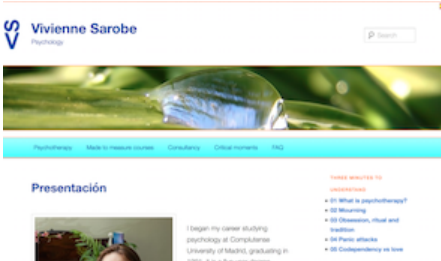 VS
Vivienne Sarobe
Psychology
Search
Psychotherapy Made to measure courses Consultancy Critical moments FAQ
Presentación
I began my career studying
psychology at Complutense
University of Madrid, graduating in
THREE MINUTES TO
UNDERSTAND
01 What is psychotherapy?
02 Mourning
03 Obsession, ritual and
tradition
04 Panic attacks
05 Codependency vs love